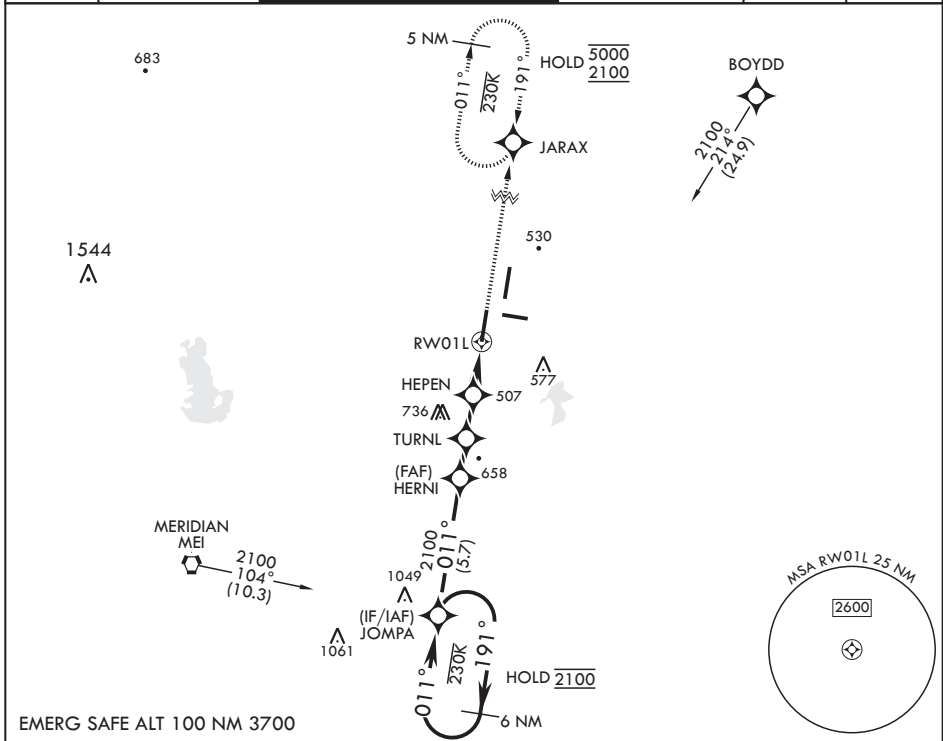 683
5 NM
011°
230K
191°
HOLD 5000
2100
JARAX
BOYDD
2100
214°
(24.9)
1544
530
RW01L
577
HEPEN
507
736
TURNL
(FAF)
HERNI
658
MERIDIAN
MEI
2100
104°
(10.3)
2100
011°
(5.7)
1049
(IF/IAF)
JOMPA
1061
011°
230K
191°
HOLD 2100
6 NM
MSA RW01L 25 NM
2600
EMERG SAFE ALT 100 NM 3700